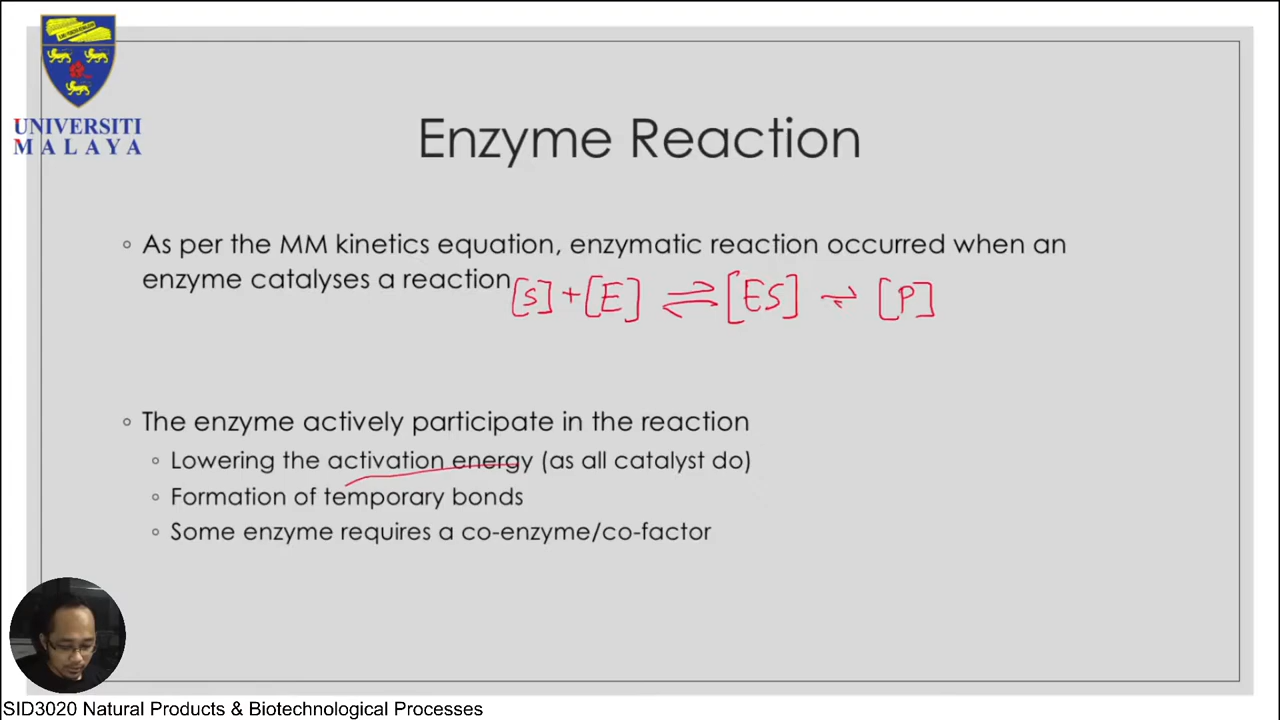 UNIVERSITI
MALAYA
Enzyme Reaction
◦ As per the MM kinetics equation, enzymatic reaction occurred when an
enzyme catalyses a reaction
[S] + [E] ⇌ [ES] ⇌ [P]
◦ The enzyme actively participate in the reaction
◦ Lowering the activation energy (as all catalyst do)
◦ Formation of temporary bonds
◦ Some enzyme requires a co-enzyme/co-factor
SID3020 Natural Products & Biotechnological Processes